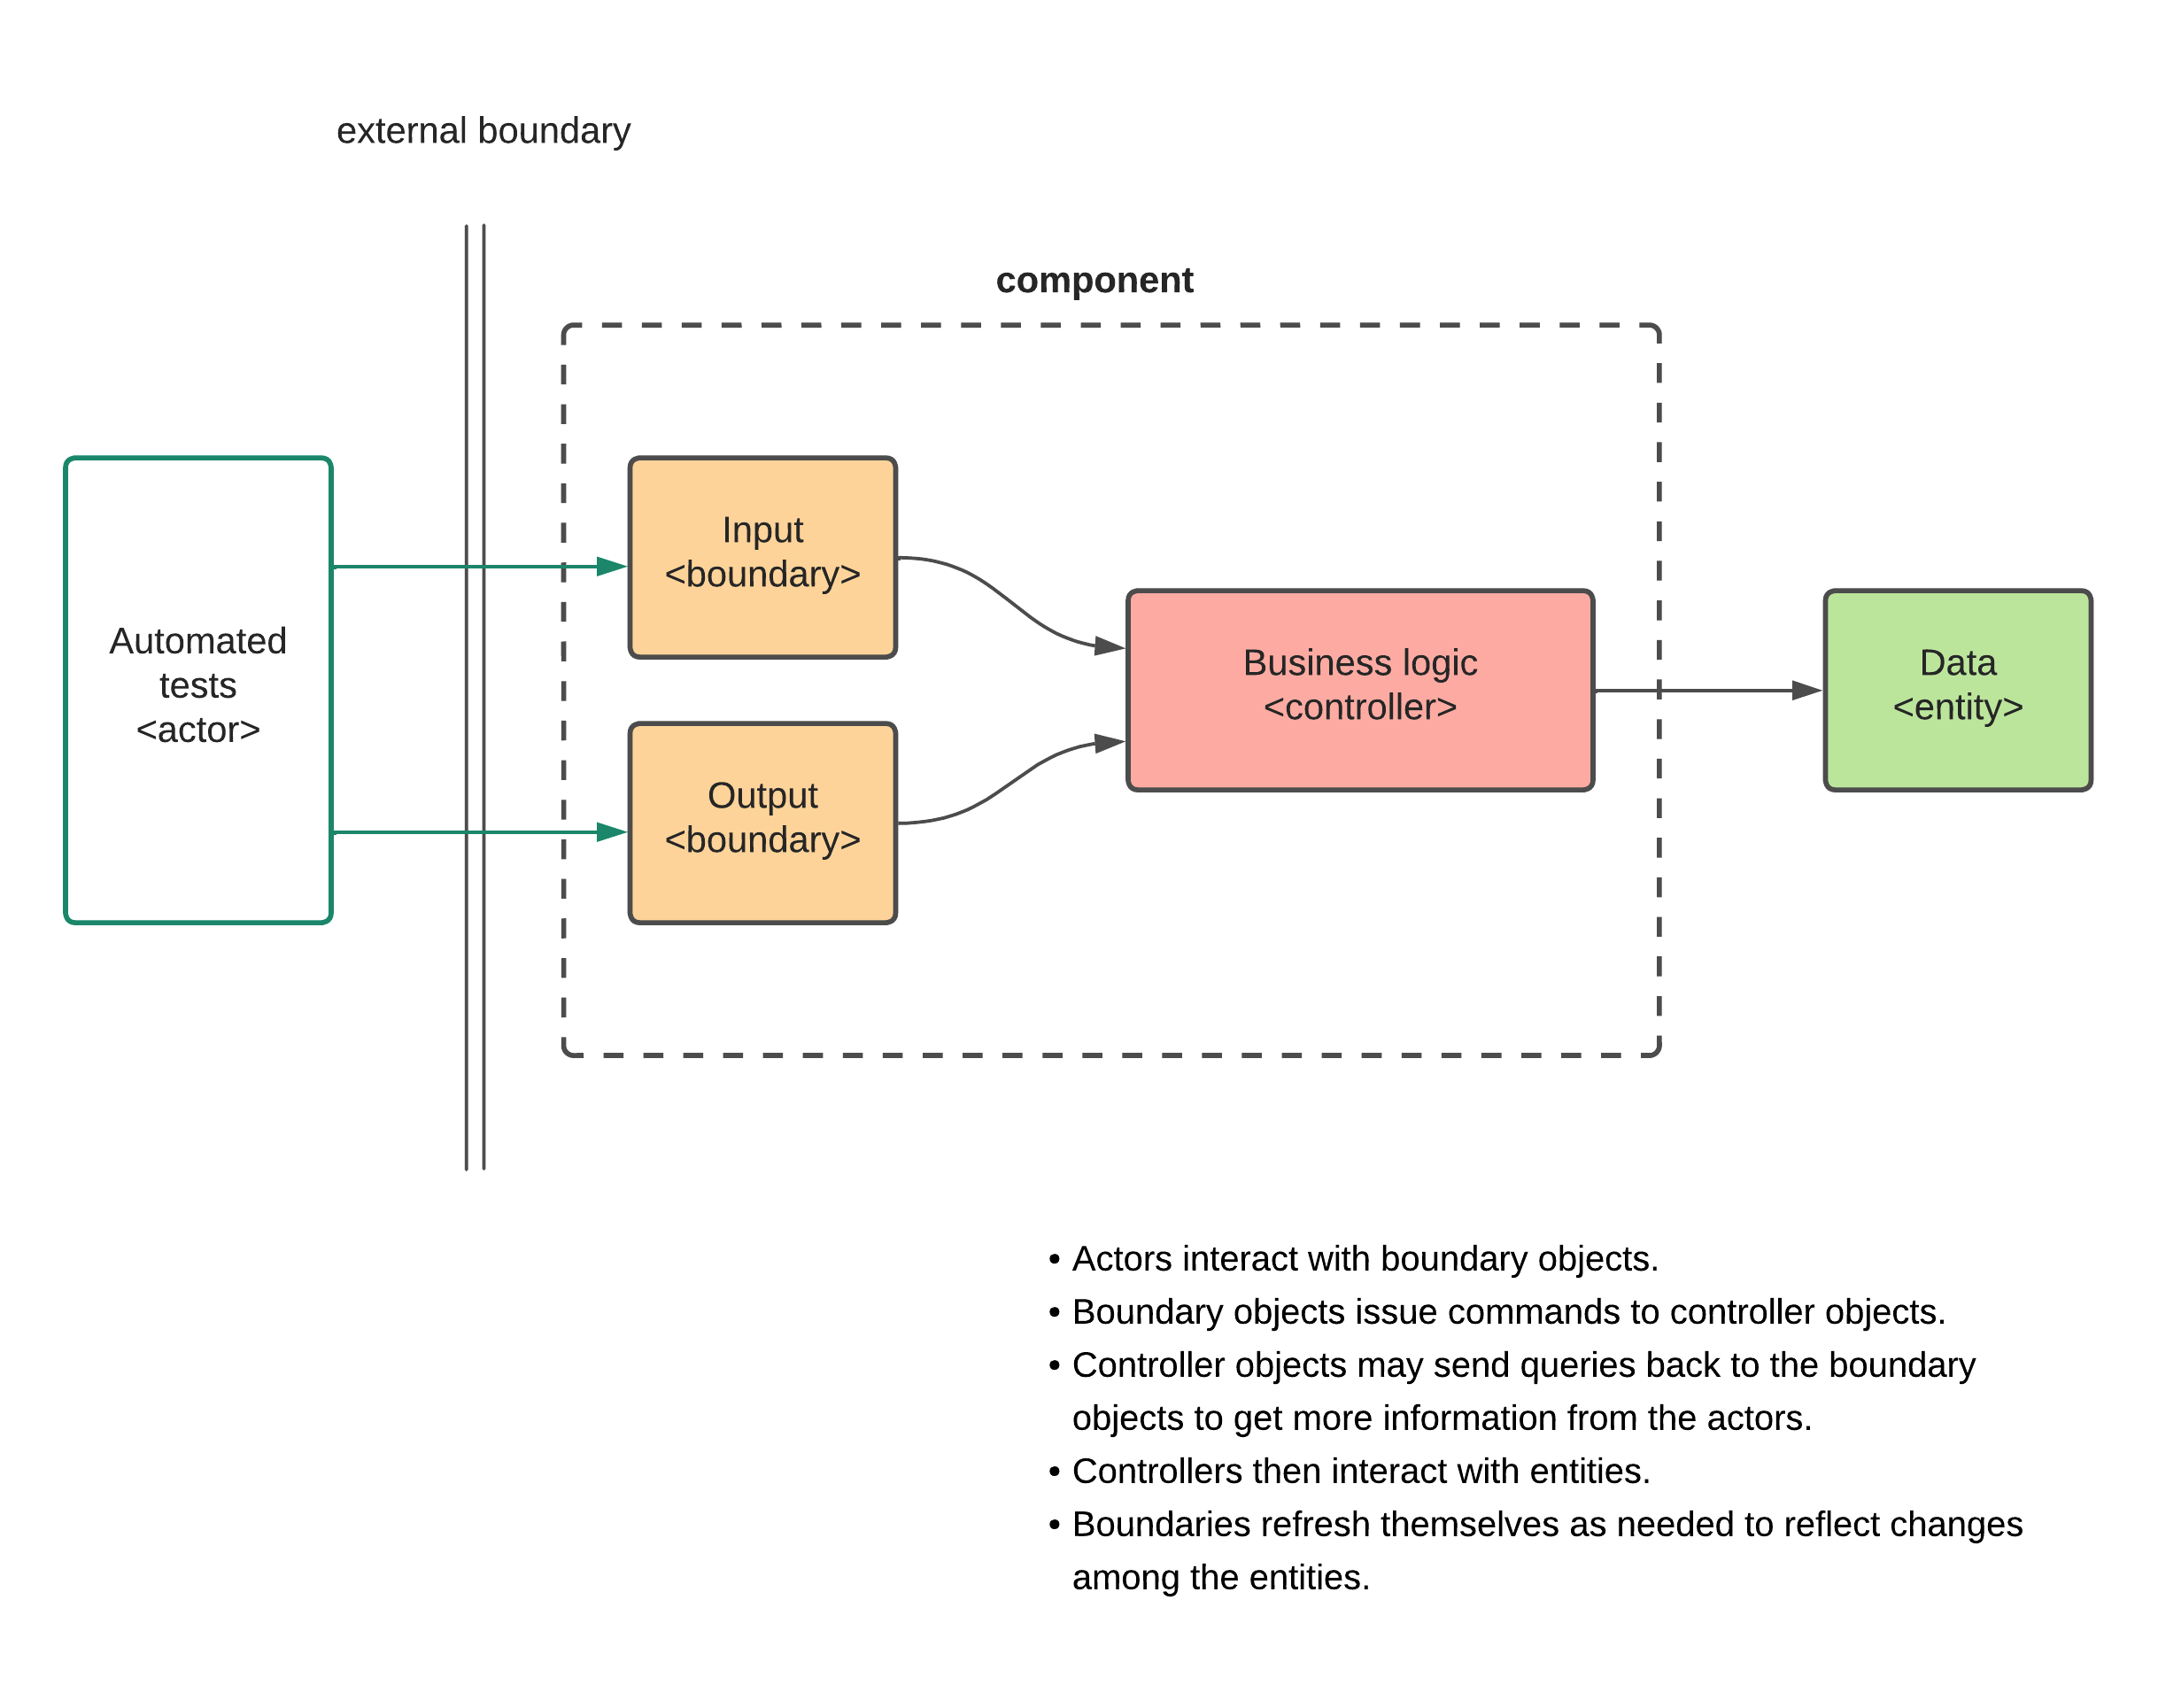 external boundary
component
Automated
tests
<actor>
Input
<boundary>
Output
<boundary>
Business logic
<controller>
Data
<entity>
• Actors interact with boundary objects.
• Boundary objects issue commands to controller objects.
• Controller objects may send queries back to the boundary
objects to get more information from the actors.
• Controllers then interact with entities.
• Boundaries refresh themselves as needed to reflect changes
among the entities.